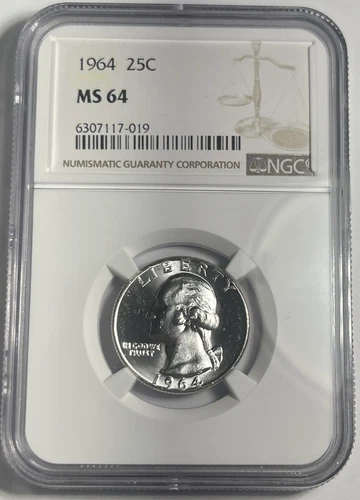 1964 25C
MS 64
6307117-019
NUMISMATIC GUARANTY CORPORATION NGC
LIBERTY
IN GOD WE
TRUST
1964